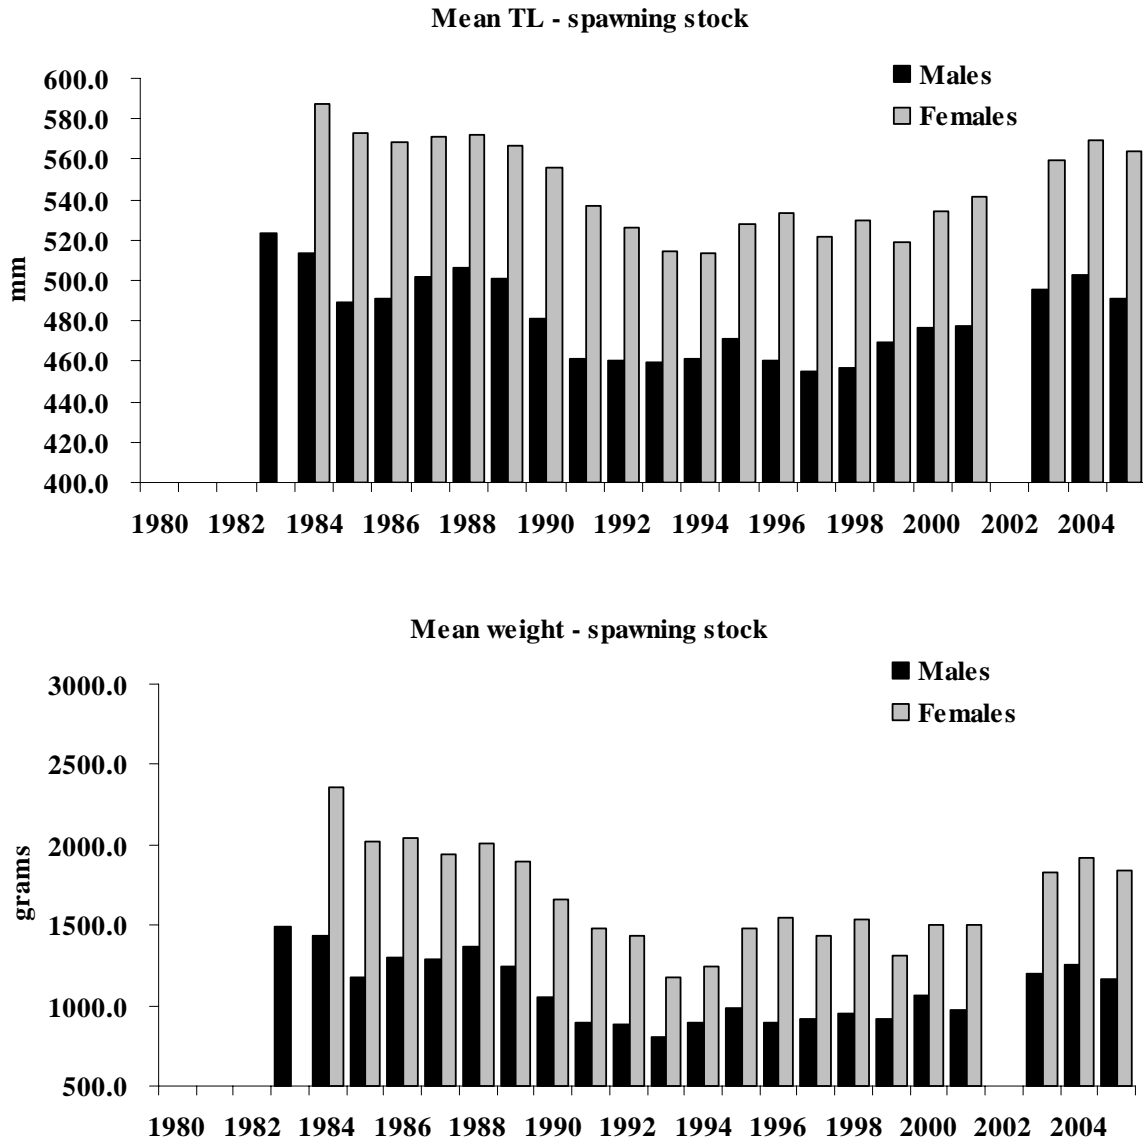 Mean TL - spawning stock
Males
Females
600.0
580.0
560.0
540.0
520.0
500.0
480.0
460.0
440.0
420.0
400.0
mm
1980 1982 1984 1986 1988 1990 1992 1994 1996 1998 2000 2002 2004
Mean weight - spawning stock
Males
Females
3000.0
2500.0
2000.0
1500.0
1000.0
500.0
grams
1980 1982 1984 1986 1988 1990 1992 1994 1996 1998 2000 2002 2004